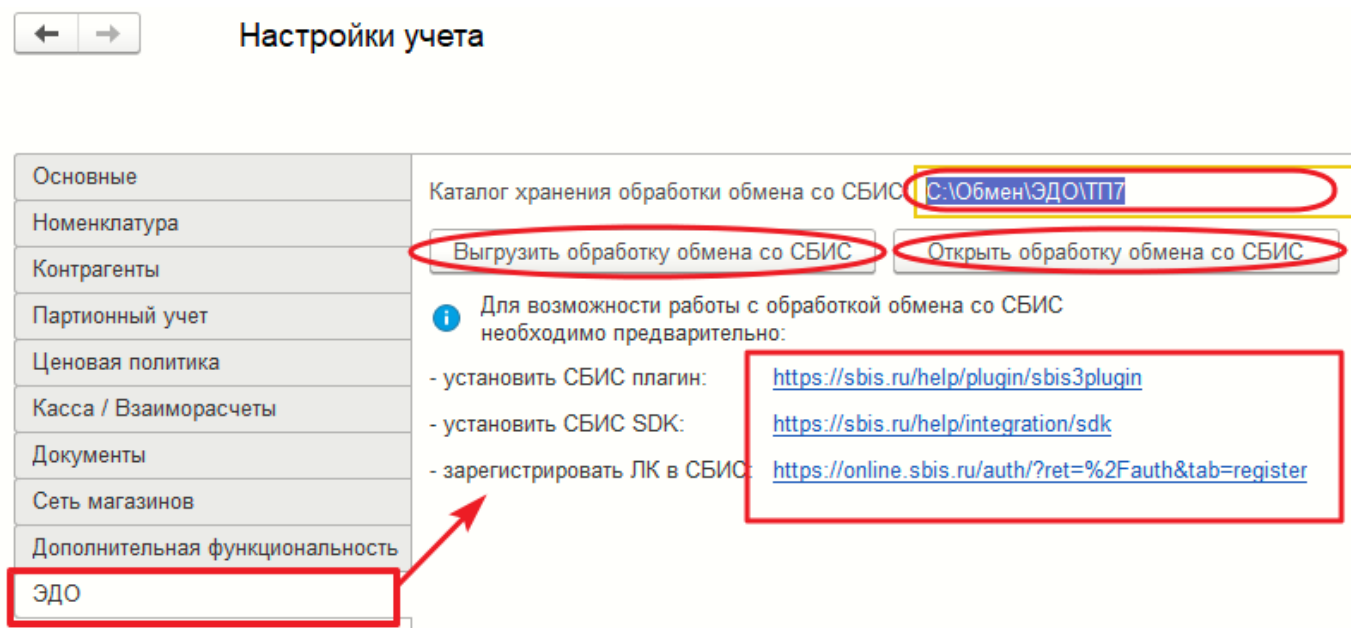 Настройки учета
Основные
Номенклатура
Контрагенты
Партионный учет
Ценовая политика
Касса / Взаиморасчеты
Документы
Сеть магазинов
Дополнительная функциональность
ЭДО
Каталог хранения обработки обмена со СБИС C:\Обмен\ЭДО\ТП7
Выгрузить обработку обмена со СБИС Открыть обработку обмена со СБИС
Для возможности работы с обработкой обмена со СБИС
необходимо предварительно:
- установить СБИС плагин: https://sbis.ru/help/plugin/sbis3plugin
- установить СБИС SDK: https://sbis.ru/help/integration/sdk
- зарегистрировать ЛК в СБИС: https://online.sbis.ru/auth/?ret=%2Fauth&tab=register